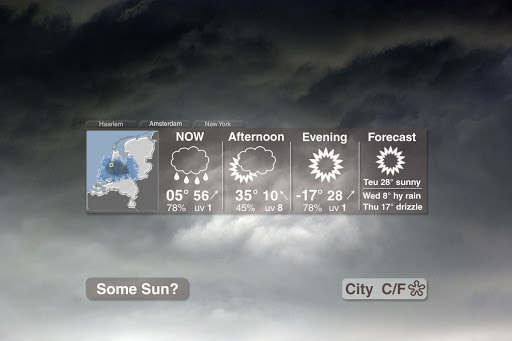 Haarlem Amsterdam New York
NOW Afternoon Evening Forecast
05° 56 35° 10 -17° 28 Teu 28° sunny
78% uv 1 45% uv 8 78% uv 1 Wed 8° hy rain
Thu 17° drizzle
Some Sun? City C/F